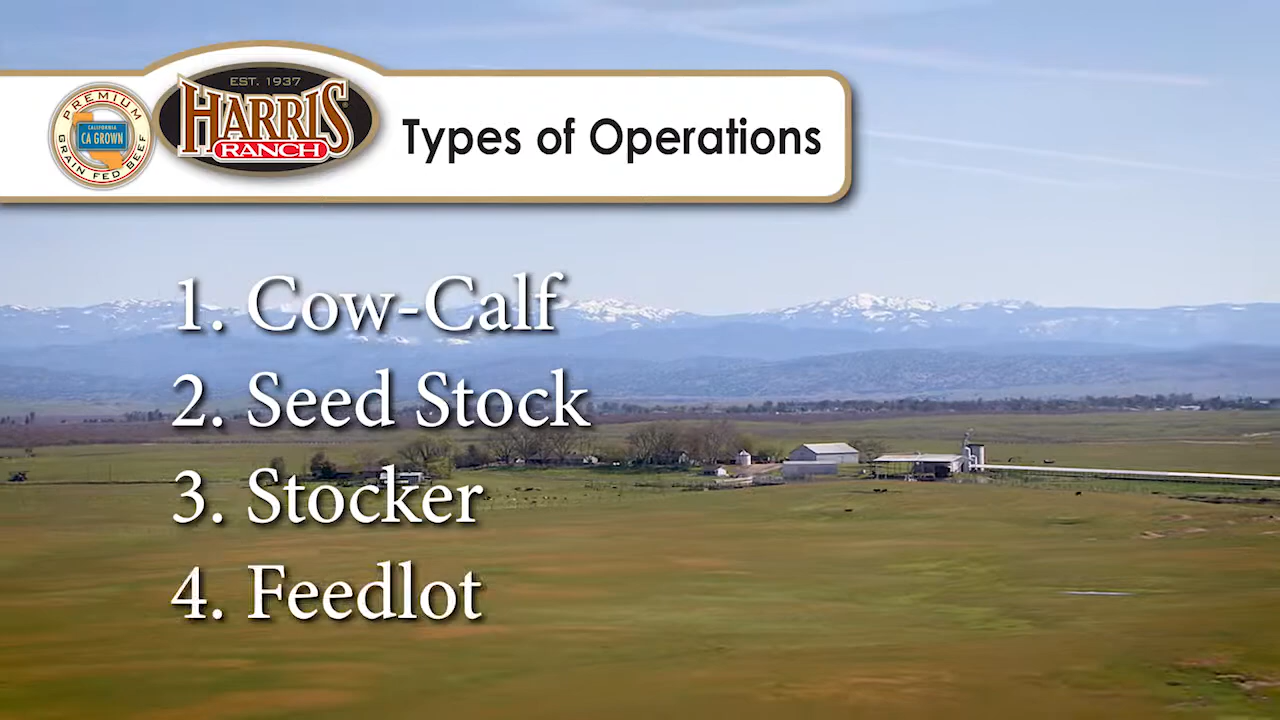 PREMIUM
CALIFORNIA
CA GROWN
GRAIN FED BEEF
EST. 1937
HARRIS
RANCH
Types of Operations
1. Cow-Calf
2. Seed Stock
3. Stocker
4. Feedlot